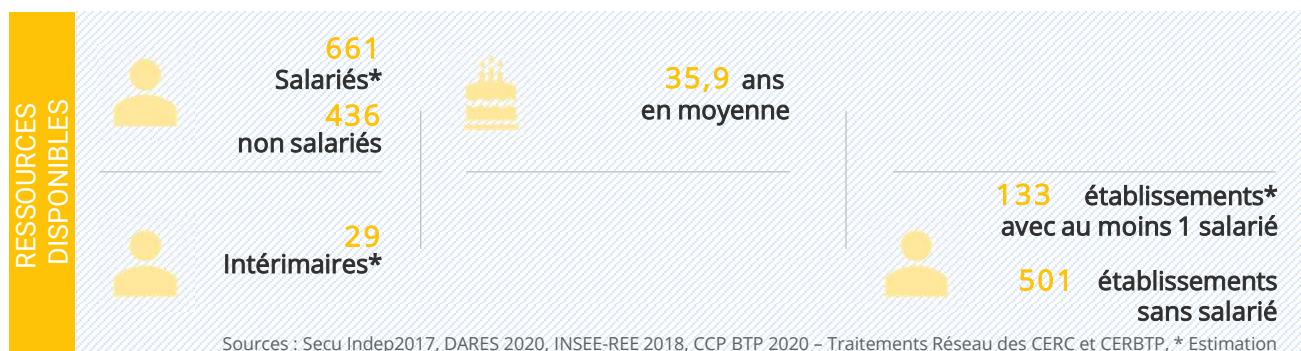 RESSOURCES
DISPONIBLES
661
Salariés*
436
non salariés
35,9 ans
en moyenne
29
Intérimaires*
133 établissements*
avec au moins 1 salarié
501 établissements
sans salarié
Sources : Secu Indep2017, DARES 2020, INSEE-REE 2018, CCP BTP 2020 – Traitements Réseau des CERC et CERBTP, * Estimation